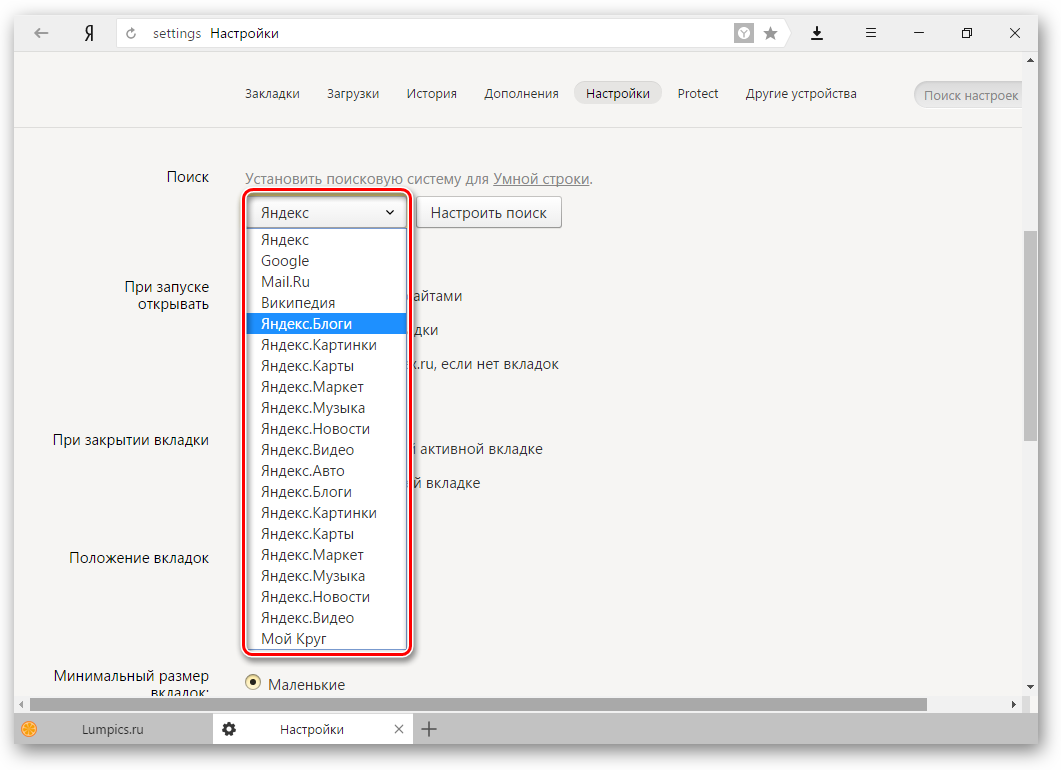 Я settings Настройки
Закладки Загрузки История Дополнения Настройки Protect Другие устройства Поиск настроек
Поиск
Установить поисковую систему для Умной строки.
Яндекс Настроить поиск
Яндекс
Google
Mail.Ru
Википедия
Яндекс.Блоги
Яндекс.Картинки
Яндекс.Карты
Яндекс.Маркет
Яндекс.Музыка
Яндекс.Новости
Яндекс.Видео
Яндекс.Авто
Яндекс.Блоги
Яндекс.Картинки
Яндекс.Карты
Яндекс.Маркет
Яндекс.Музыка
Яндекс.Новости
Яндекс.Видео
Мой Круг
При запуске
открывать
айтами
дки
x.ru, если нет вкладок
При закрытии вкладки
й активной вкладке
й вкладке
Положение вкладок
Минимальный размер
вкладок:
Маленькие
Lumpics.ru Настройки